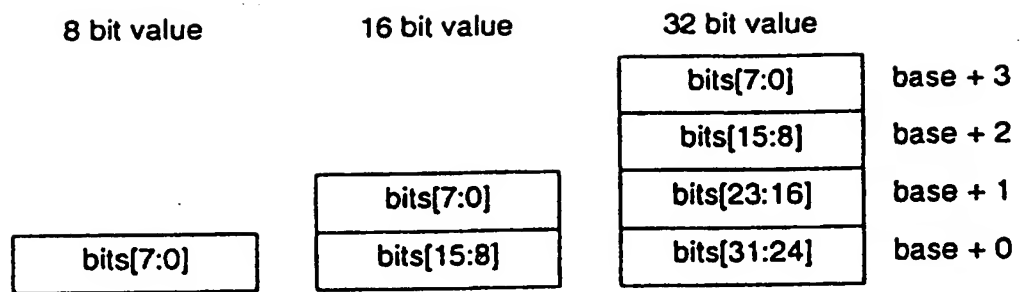 8 bit value 16 bit value 32 bit value
bits[7:0] base + 3
bits[15:8] base + 2
bits[7:0] bits[23:16] base + 1
bits[7:0] bits[15:8] bits[31:24] base + 0